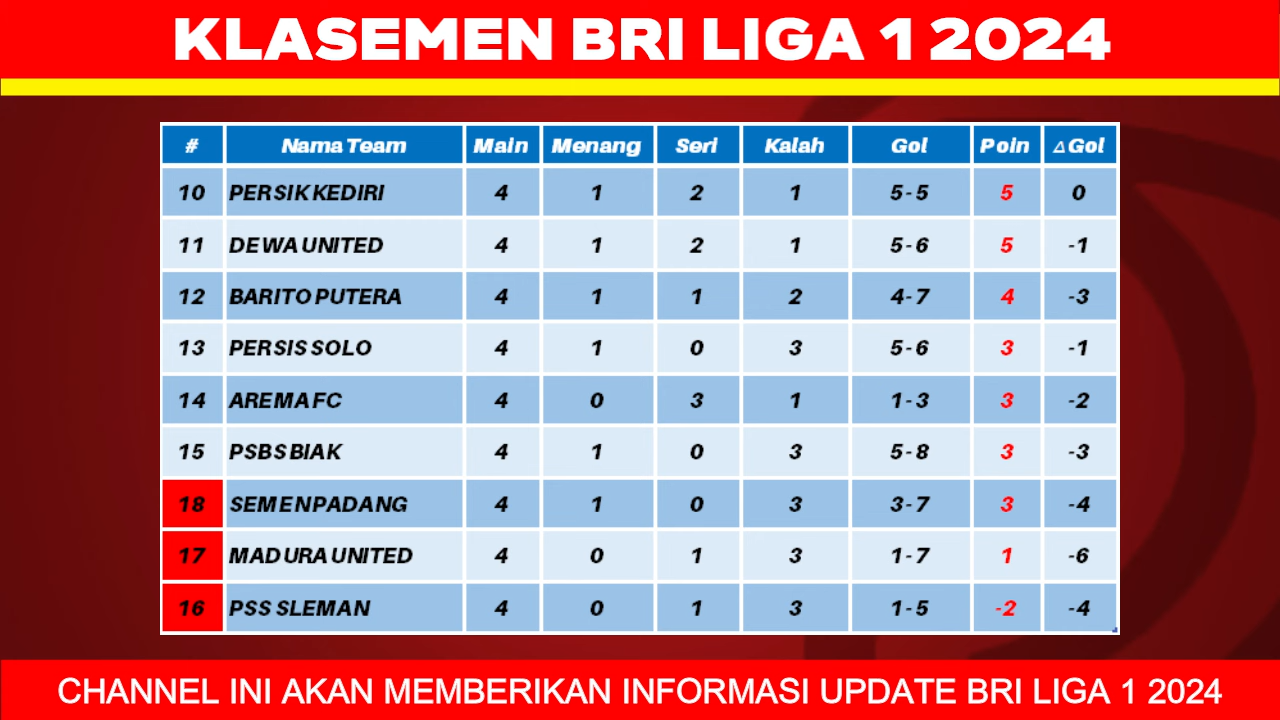 KLASEMEN BRI LIGA 1 2024
# Nama Team Main Menang Seri Kalah Gol Poin △ Gol
10 PERSIK KEDIRI 4 1 2 1 5 - 5 5 0
11 DEWA UNITED 4 1 2 1 5 - 6 5 -1
12 BARITO PUTERA 4 1 1 2 4 - 7 4 -3
13 PERSIS SOLO 4 1 0 3 5 - 6 3 -1
14 AREMA FC 4 0 3 1 1 - 3 3 -2
15 PSBS BIAK 4 1 0 3 5 - 8 3 -3
18 SEMEN PADANG 4 1 0 3 3 - 7 3 -4
17 MADURA UNITED 4 0 1 3 1 - 7 1 -6
16 PSS SLEMAN 4 0 1 3 1 - 5 -2 -4
CHANNEL INI AKAN MEMBERIKAN INFORMASI UPDATE BRI LIGA 1 2024